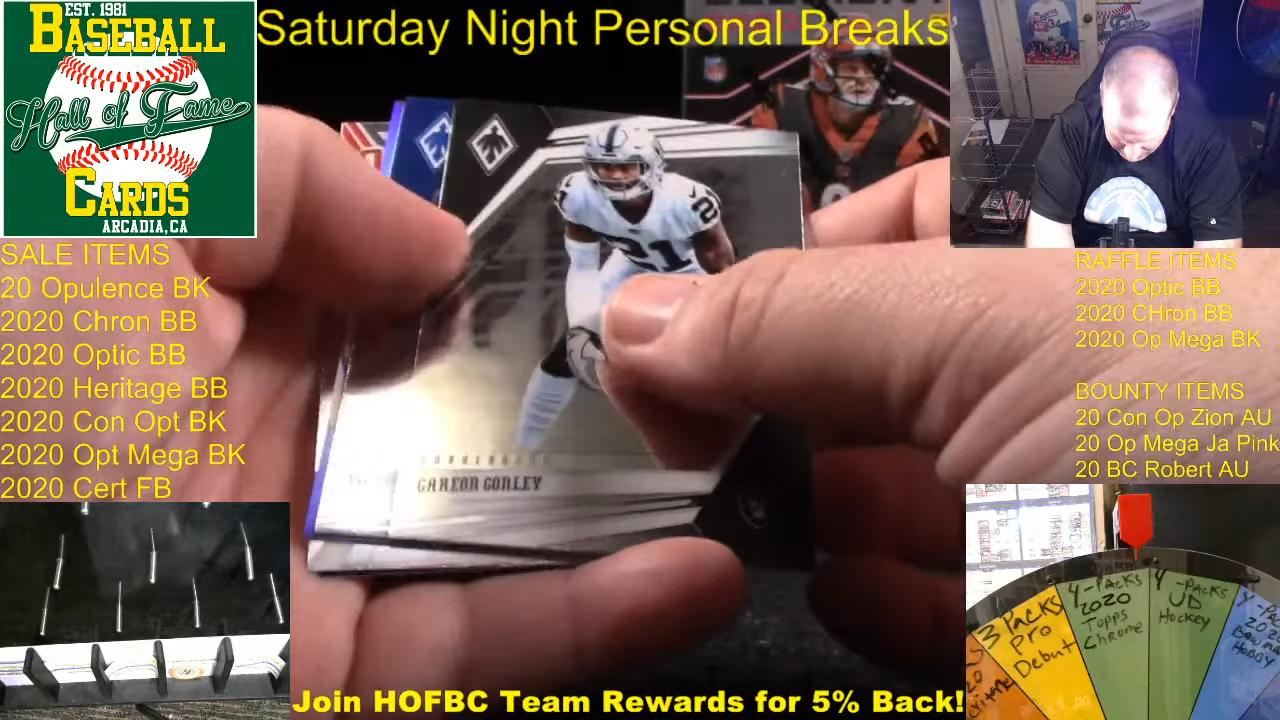 EST. 1981
BASEBALL
Hall of Fame
CARDS
ARCADIA, CA
Saturday Night Personal Breaks
SALE ITEMS
20 Opulence BK
2020 Chron BB
2020 Optic BB
2020 Heritage BB
2020 Con Opt BK
2020 Opt Mega BK
2020 Cert FB
21
GAREON CONLEY
RAFFLE ITEMS
2020 Optic BB
2020 CHron BB
2020 Op Mega BK
BOUNTY ITEMS
20 Con Op Zion AU
20 Op Mega Ja Pink
20 BC Robert AU
3 PACKS
PRO
Debut
4-PACKS
2020
Topps
CHROME
4-PACKS
UD
Hockey
Join HOFBC Team Rewards for 5% Back!